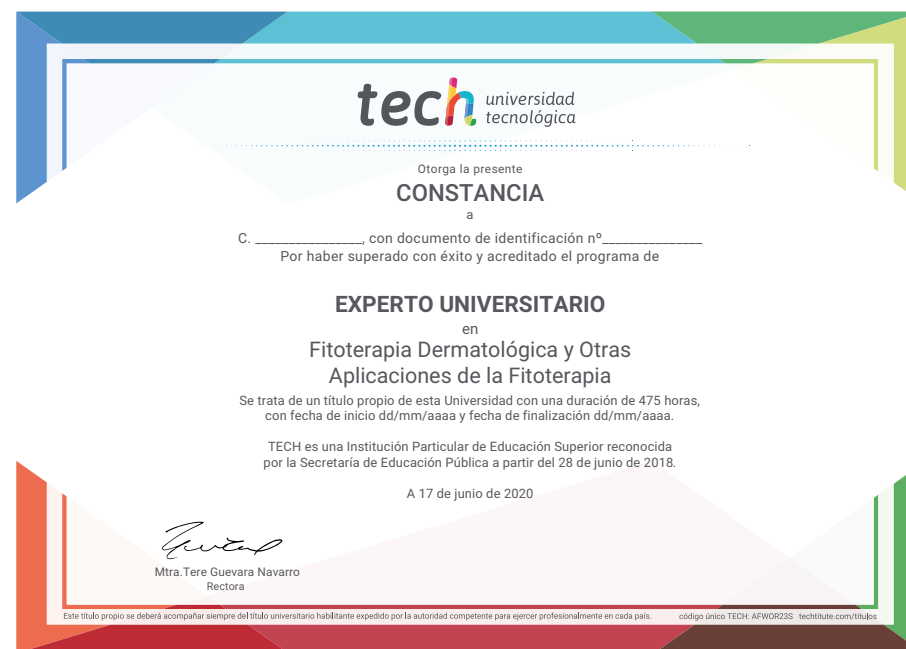 tech universidad
tecnológica
Otorga la presente
CONSTANCIA
a
C. ________________, con documento de identificación nº_______________
Por haber superado con éxito y acreditado el programa de
EXPERTO UNIVERSITARIO
en
Fitoterapia Dermatológica y Otras
Aplicaciones de la Fitoterapia
Se trata de un título propio de esta Universidad con una duración de 475 horas,
con fecha de inicio dd/mm/aaaa y fecha de finalización dd/mm/aaaa.
TECH es una Institución Particular de Educación Superior reconocida
por la Secretaría de Educación Pública a partir del 28 de junio de 2018.
A 17 de junio de 2020
Mtra.Tere Guevara Navarro
Rectora
Este título propio se deberá acompañar siempre del título universitario habilitante expedido por la autoridad competente para ejercer profesionalmente en cada país. código único TECH: AFWOR23S techtitute.com/titulos